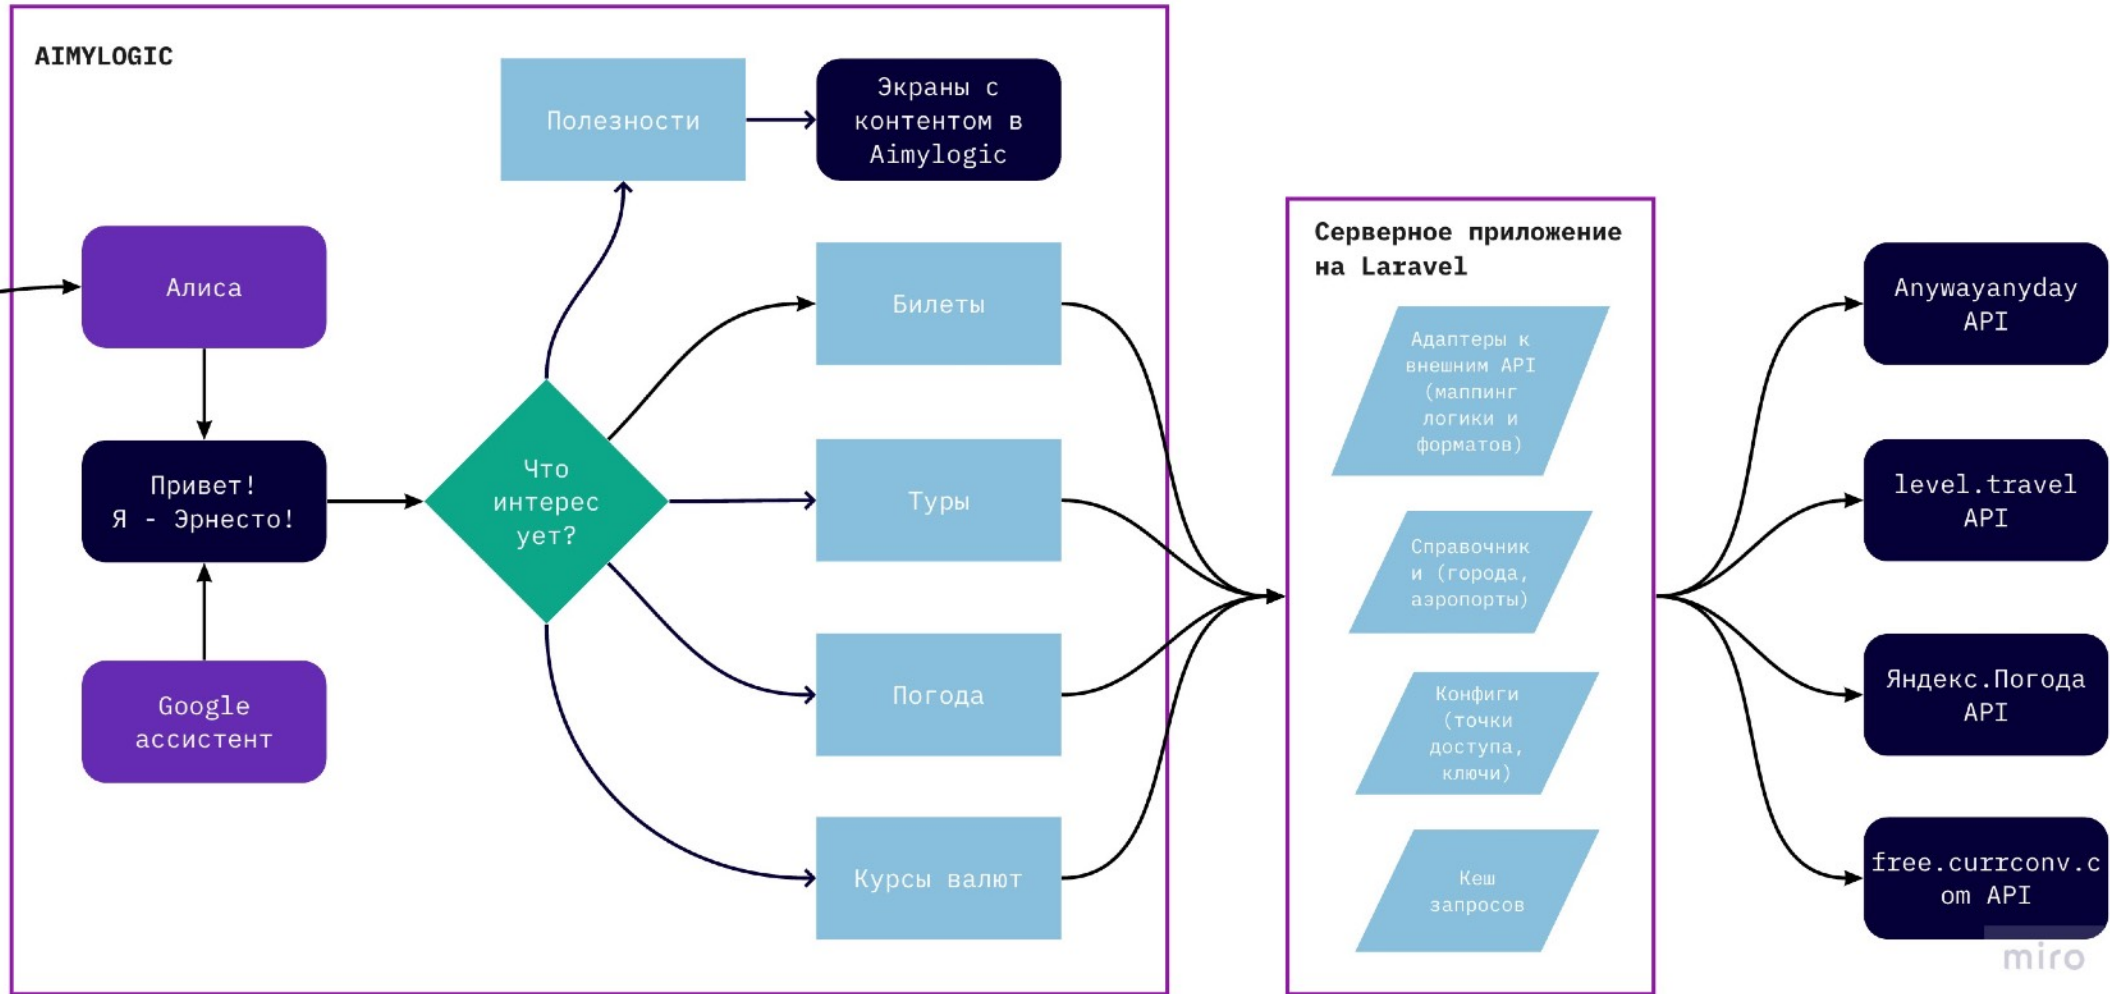 AIMYLOGIC
Полезности
Экраны с
контентом в
Aimylogic
Алиса
Билеты
Привет!
Я - Эрнесто!
Что
интерес
ует?
Туры
Google
ассистент
Погода
Курсы валют
Серверное приложение
на Laravel
Адаптеры к
внешним API
(маппинг
логики и
форматов)
Справочник
и (города,
аэропорты)
Конфиги
(точки
доступа,
ключи)
Кеш
запросов
Anywayanyday
API
level.travel
API
Яндекс.Погода
API
free.currconv.c
om API
miro